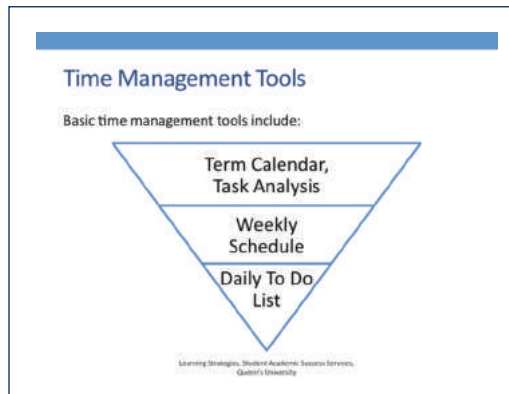 Time Management Tools
Basic time management tools include:
Term Calendar,
Task Analysis
Weekly
Schedule
Daily To Do
List
Learning Strategies, Student Academic Success Services,
Queen's University